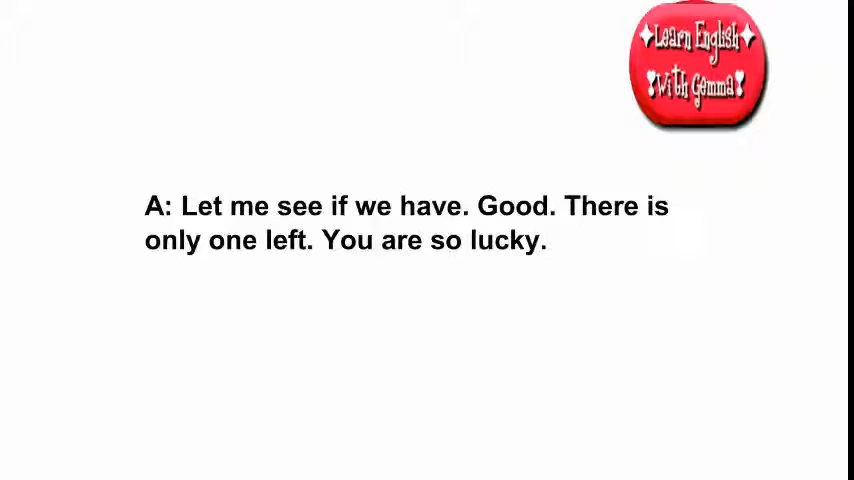 ✦Learn English✦
❣With Gemma❣
A: Let me see if we have. Good. There is
only one left. You are so lucky.